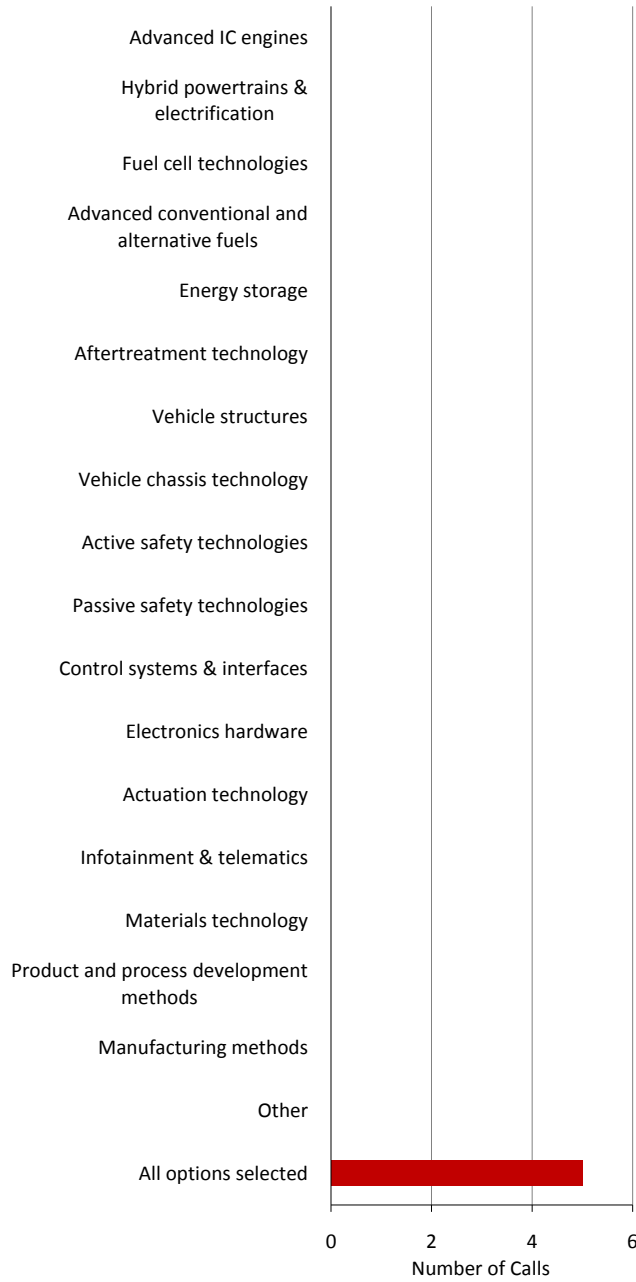 Advanced IC engines
Hybrid powertrains &
electrification
Fuel cell technologies
Advanced conventional and
alternative fuels
Energy storage
Aftertreatment technology
Vehicle structures
Vehicle chassis technology
Active safety technologies
Passive safety technologies
Control systems & interfaces
Electronics hardware
Actuation technology
Infotainment & telematics
Materials technology
Product and process development
methods
Manufacturing methods
Other
All options selected
0 2 4 6
Number of Calls